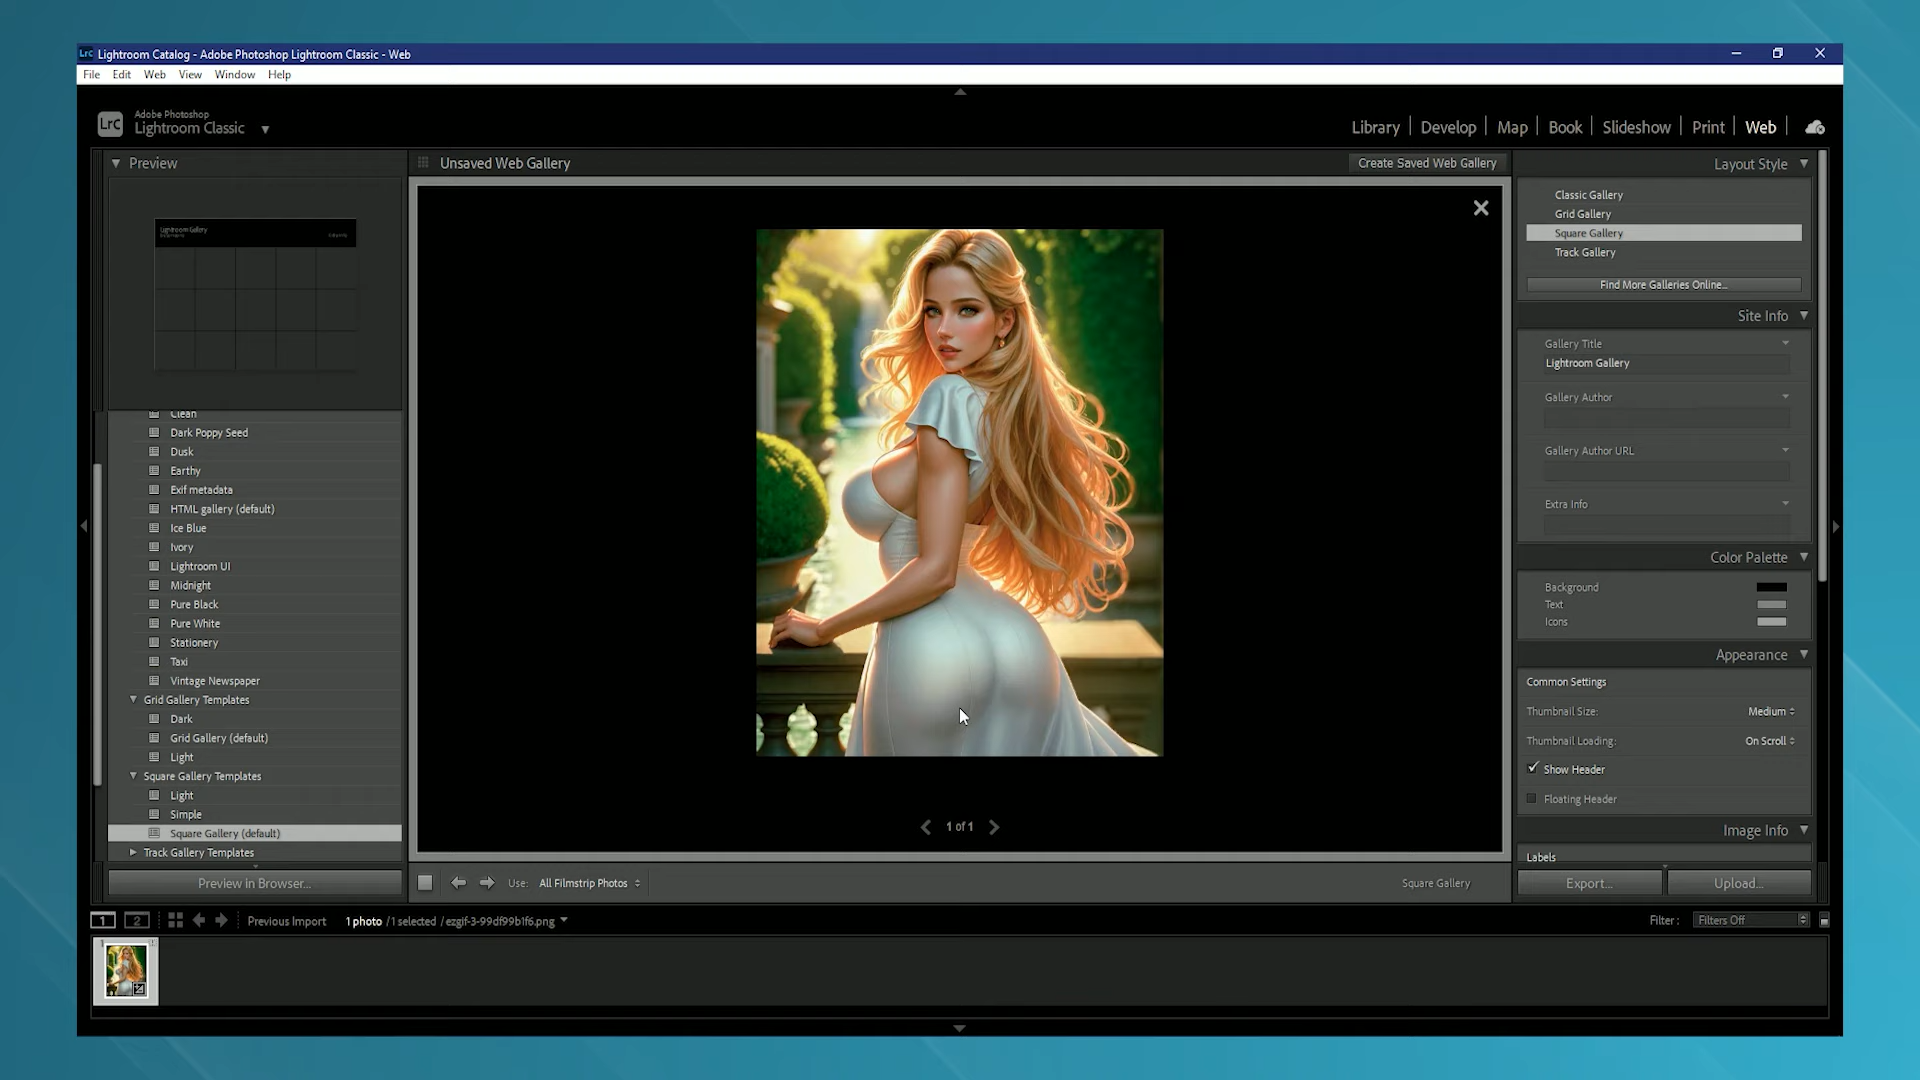 Lrc Lightroom Catalog - Adobe Photoshop Lightroom Classic - Web
File Edit Web View Window Help
LrC
Adobe Photoshop
Lightroom Classic
Library Develop Map Book Slideshow Print Web
Preview
Lightroom Gallery
Unsaved Web Gallery
Create Saved Web Gallery
Clean
Dark Poppy Seed
Dusk
Earthy
Exif metadata
HTML gallery (default)
Ice Blue
Ivory
Lightroom UI
Midnight
Pure Black
Pure White
Stationery
Taxi
Vintage Newspaper
Grid Gallery Templates
Dark
Grid Gallery (default)
Light
Square Gallery Templates
Light
Simple
Square Gallery (default)
Track Gallery Templates
Preview in Browser...
1 of 1
Use: All Filmstrip Photos
Square Gallery
Layout Style
Classic Gallery
Grid Gallery
Square Gallery
Track Gallery
Find More Galleries Online...
Site Info
Gallery Title
Lightroom Gallery
Gallery Author
Gallery Author URL
Extra Info
Color Palette
Background
Text
Icons
Appearance
Common Settings
Thumbnail Size: Medium
Thumbnail Loading: On Scroll
Show Header
Floating Header
Image Info
Labels
Export...
Upload...
1 2 Previous Import 1 photo / 1 selected / ezgif-3-99df99b1f6.png
Filter : Filters Off
1